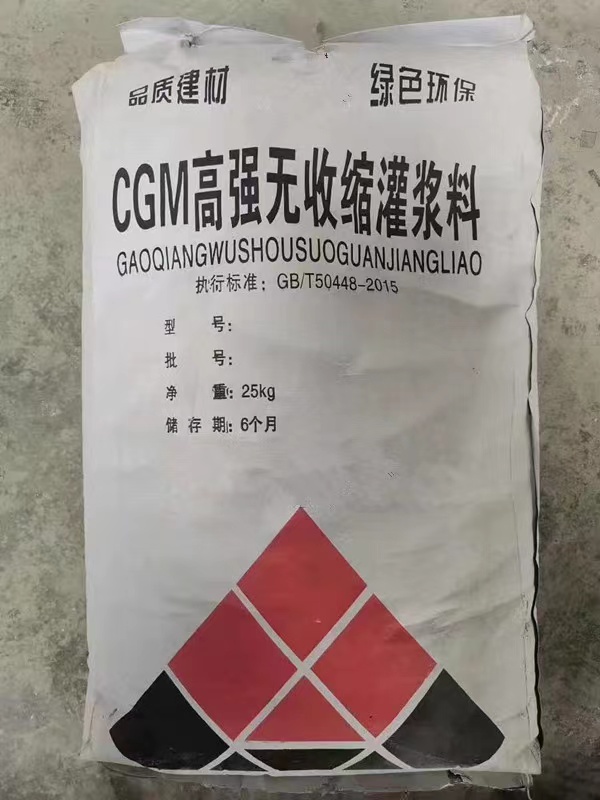 品质建材 绿色环保
CGM高强无收缩灌浆料
GAOQIANGWUSHOUSUOGUANJIANGLIAO
执行标准：GB/T50448-2015
型 号：
批 号：
净 重：25kg
储存期：6个月